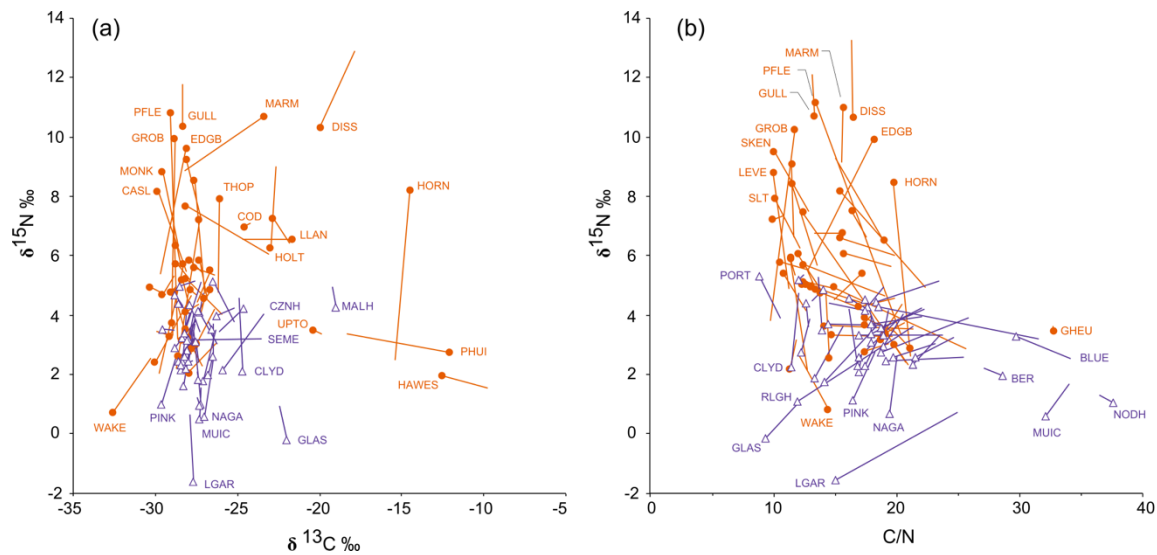 (a)
14
12
10
8
6
4
2
0
-2
δ15N ‰
PFLE
GULL
MARM
DISS
GROB
EDGB
MONK
CASL
THOP
HORN
COD
LLAN
HOLT
CZNH
MALH
UPTO
SEME
PHUI
CLYD
HAWES
PINK
NAGA
WAKE
MUIC
GLAS
LGAR
-35 -30 -25 -20 -15 -10 -5
δ 13C ‰
(b)
14
12
10
8
6
4
2
0
-2
δ15N ‰
MARM
PFLE
GULL
DISS
GROB
EDGB
SKEN
LEVE
HORN
SLT
PORT
GHEU
BLUE
CLYD
BER
RLGH
PINK
NODH
WAKE
NAGA
MUIC
GLAS
LGAR
0 10 20 30 40
C/N